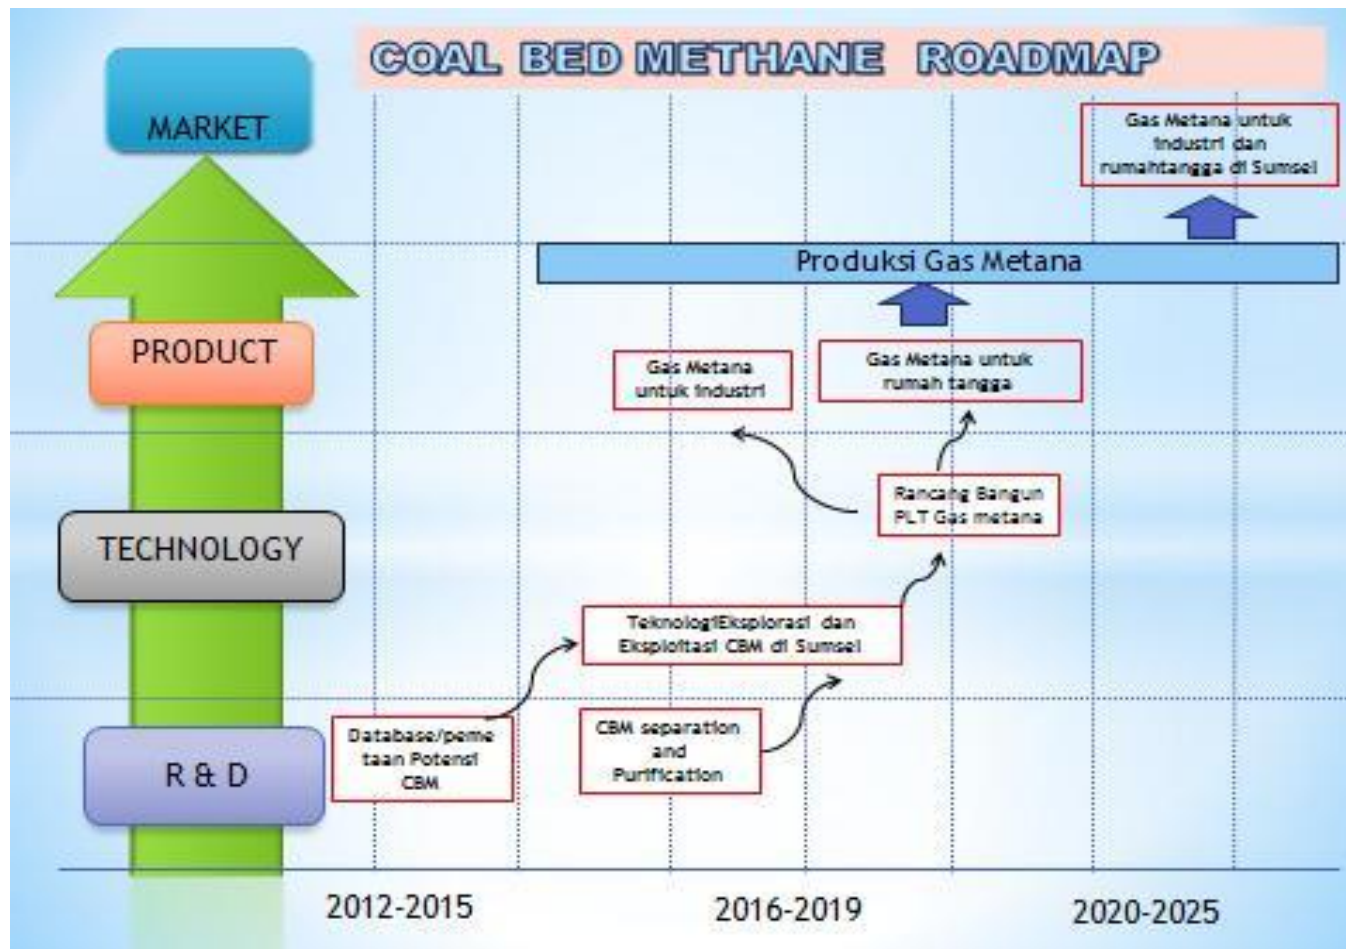 COAL BED METHANE ROADMAP
MARKET
Gas Metana untuk
industri dan
rumahtangga di Sumsel
Produksi Gas Metana
PRODUCT
Gas Metana
untuk industri
Gas Metana untuk
rumah tangga
Rancang Bangun
PLT Gas metana
TECHNOLOGY
TeknologiEksplorasi dan
Eksploitasi CBM di Sumsel
R & D
Database/peme
taan Potensi
CBM
CBM separation
and
Purification
2012-2015
2016-2019
2020-2025